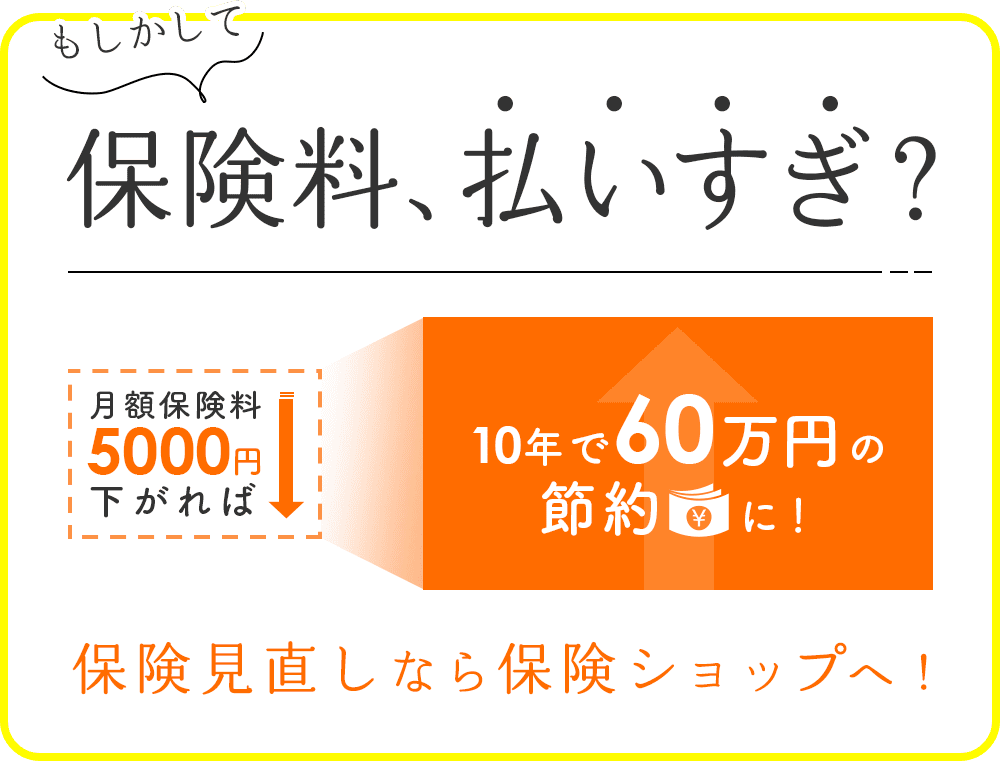 もしかして
保険料、払いすぎ？
月額保険料
5000円
下がれば
10年で60万円の
節約¥に！
保険見直しなら保険ショップへ！